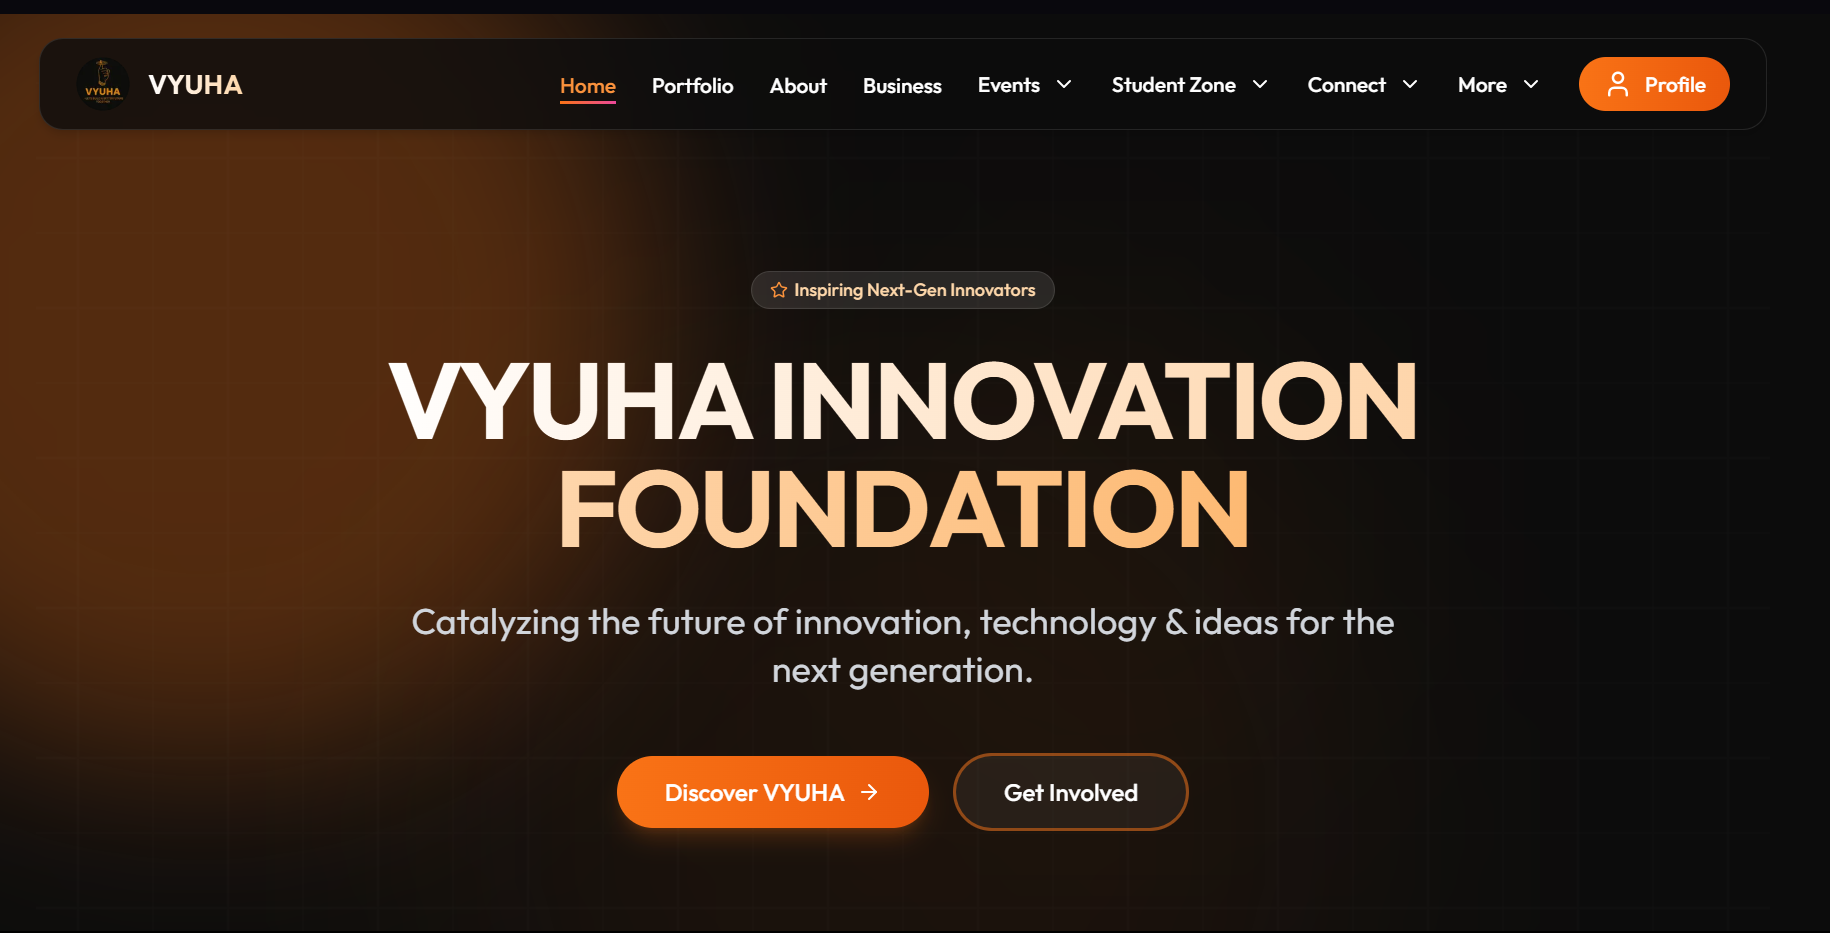 VYUHA
VYUHA
Home
Portfolio
About
Business
Events
Student Zone
Connect
More
Profile
Inspiring Next-Gen Innovators
VYUHA INNOVATION
FOUNDATION
Catalyzing the future of innovation, technology & ideas for the
next generation.
Discover VYUHA
Get Involved